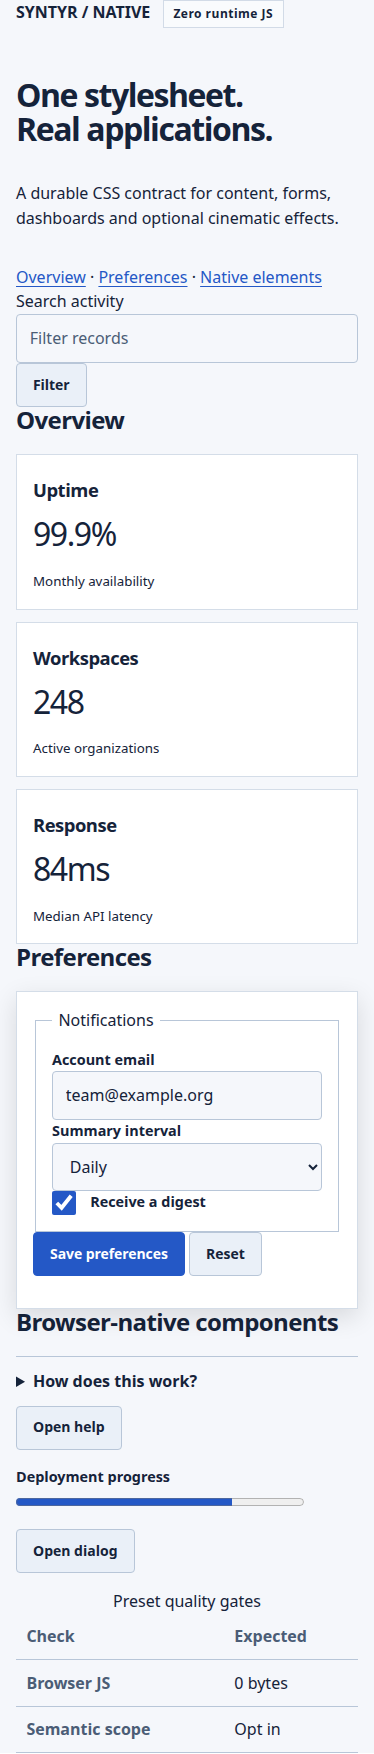 SYNTYR / NATIVE Zero runtime JS
One stylesheet.
Real applications.
A durable CSS contract for content, forms,
dashboards and optional cinematic effects.
Overview · Preferences · Native elements
Search activity
Filter records
Filter
Overview
Uptime
99.9%
Monthly availability
Workspaces
248
Active organizations
Response
84ms
Median API latency
Preferences
Notifications
Account email
team@example.org
Summary interval
Daily
Receive a digest
Save preferences Reset
Browser-native components
How does this work?
Open help
Deployment progress
Open dialog
Preset quality gates
Check Expected
Browser JS 0 bytes
Semantic scope Opt in